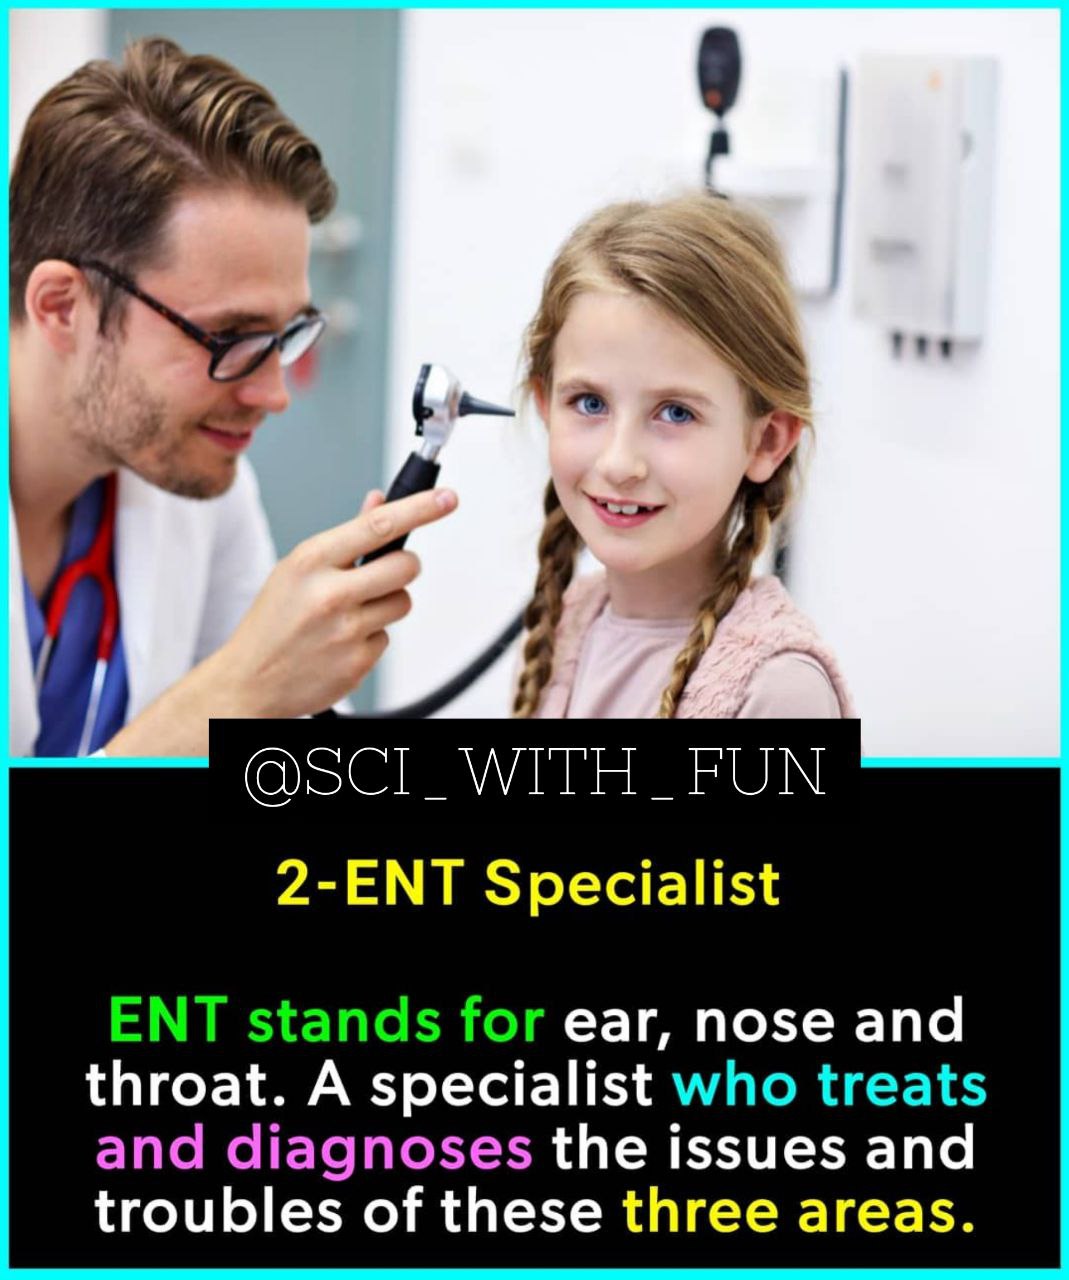 @SCI_WITH_FUN
2-ENT Specialist
ENT stands for ear, nose and
throat. A specialist who treats
and diagnoses the issues and
troubles of these three areas.